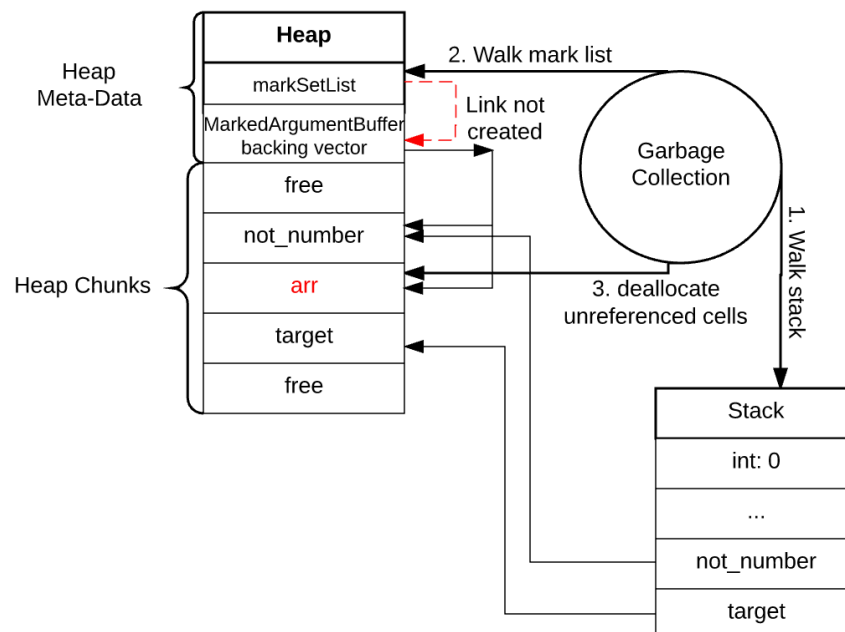 Heap
Heap
Meta-Data
markSetList
MarkedArgumentBuffer
backing vector
Link not
created
2. Walk mark list
Garbage
Collection
1. Walk stack
3. deallocate
unreferenced cells
Heap Chunks
free
not_number
arr
target
free
Stack
int: 0
...
not_number
target